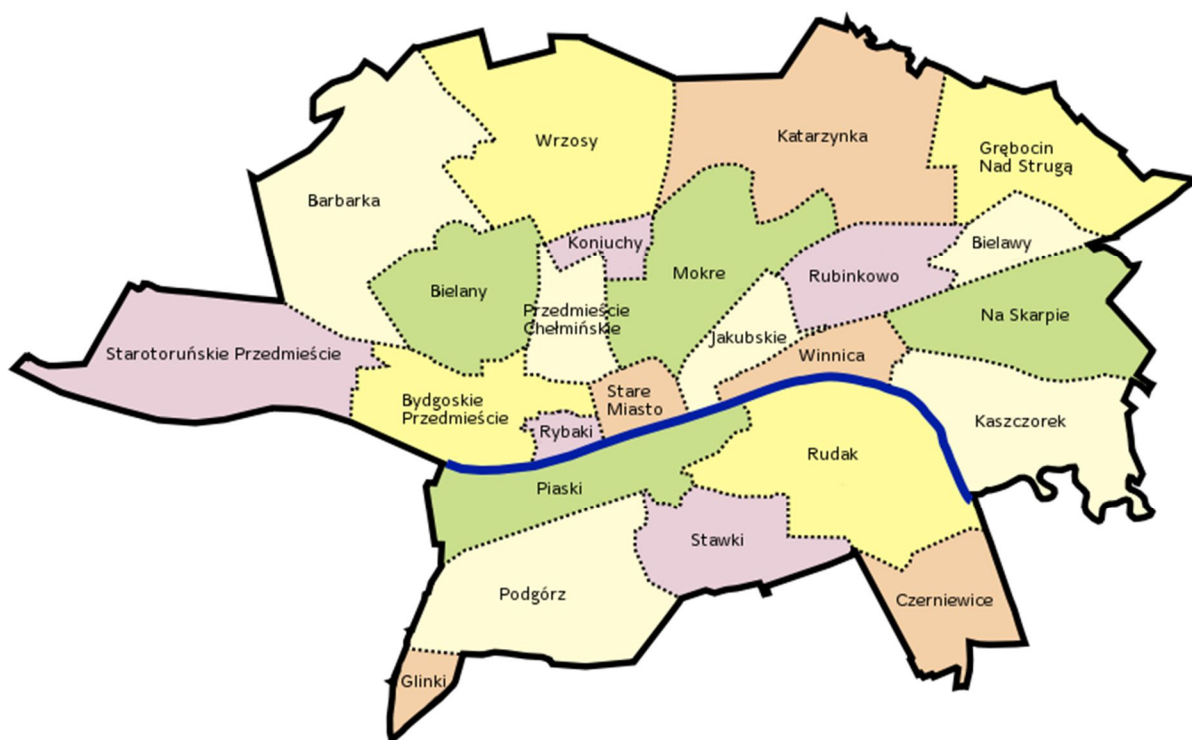 Wrzosy
Katarzynka
Grębocin
Nad Strugą
Barbarka
Koniuchy
Bielawy
Mokre
Rubinkowo
Bielany
Przedmieście
Chełmińskie
Na Skarpie
Jakubskie
Starotoruńskie Przedmieście
Winnica
Stare
Miasto
Bydgoskie
Przedmieście
Kaszczorek
Rybaki
Rudak
Piaski
Stawki
Podgórz
Czerniewice
Glinki